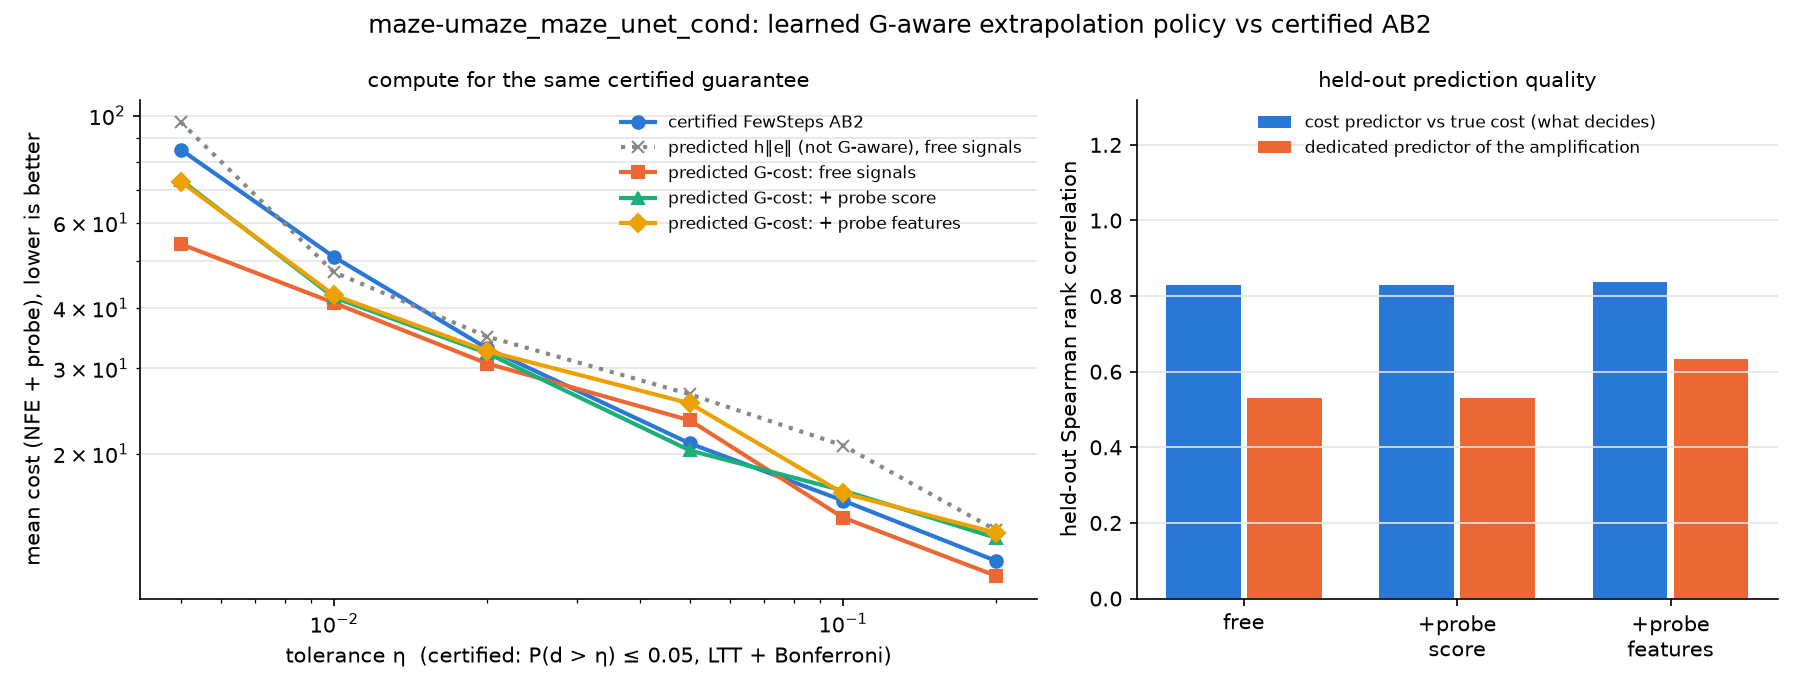 maze-umaze_maze_unet_cond: learned G-aware extrapolation policy vs certified AB2
compute for the same certified guarantee
mean cost (NFE + probe), lower is better
10²
6 × 10¹
4 × 10¹
3 × 10¹
2 × 10¹
certified FewSteps AB2
predicted h‖e‖ (not G-aware), free signals
predicted G-cost: free signals
predicted G-cost: + probe score
predicted G-cost: + probe features
10⁻²
10⁻¹
tolerance η  (certified: P(d > η) ≤ 0.05, LTT + Bonferroni)
held-out prediction quality
held-out Spearman rank correlation
1.2
1.0
0.8
0.6
0.4
0.2
0.0
cost predictor vs true cost (what decides)
dedicated predictor of the amplification
free
+probe
score
+probe
features